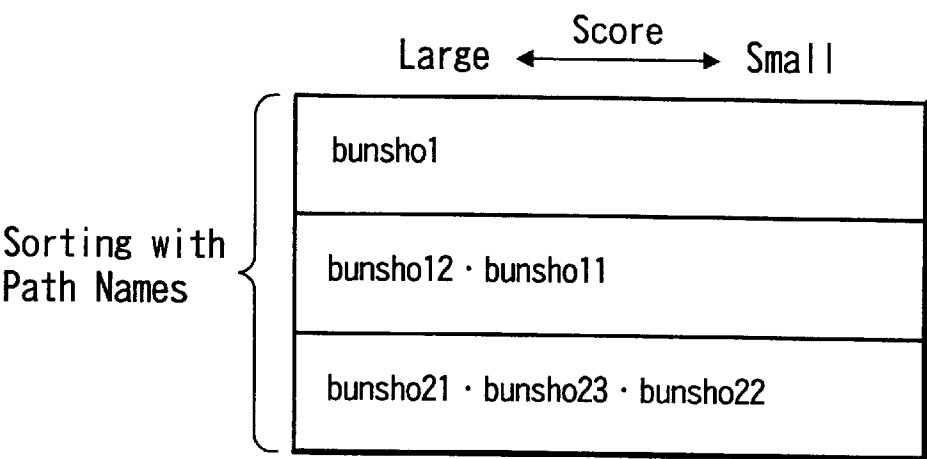 Score
Large Small
bunsho1
Sorting with
Path Names
bunsho12・bunsho11
bunsho21・bunsho23・bunsho22